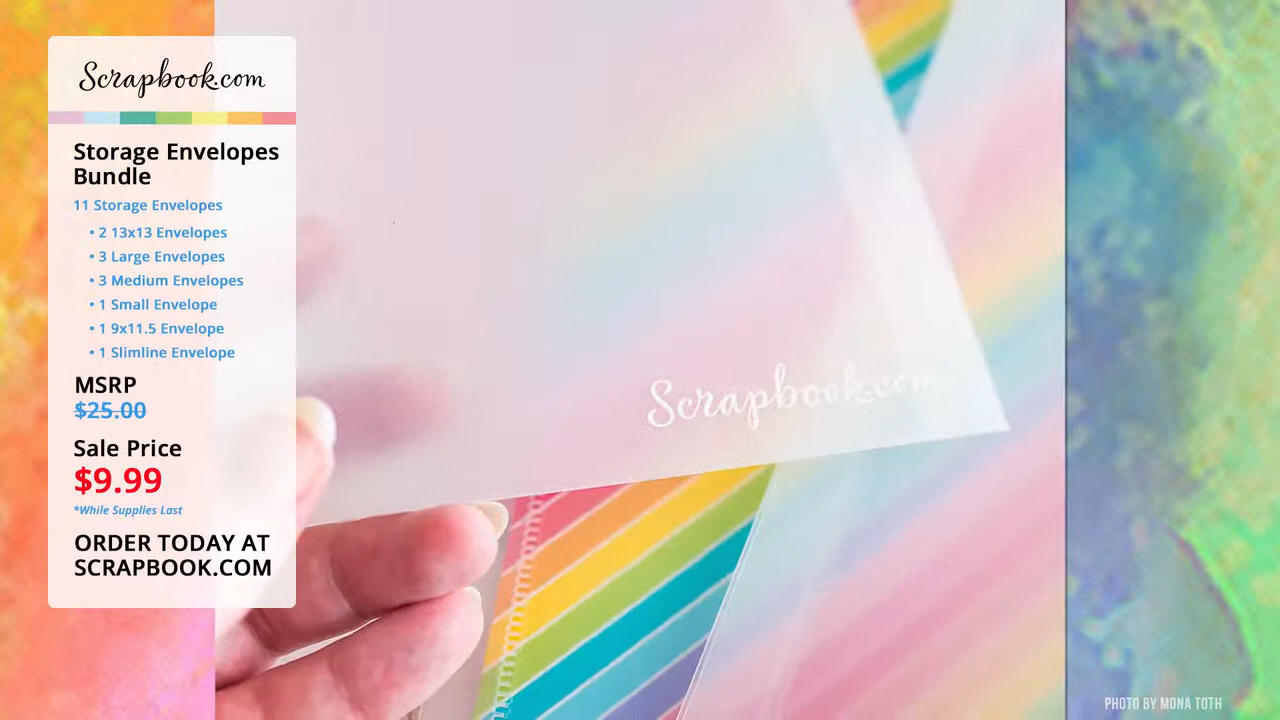 Scrapbook.com
Storage Envelopes
Bundle
11 Storage Envelopes
• 2 13x13 Envelopes
• 3 Large Envelopes
• 3 Medium Envelopes
• 1 Small Envelope
• 1 9x11.5 Envelope
• 1 Slimline Envelope
MSRP
$25.00
Sale Price
$9.99
*While Supplies Last
ORDER TODAY AT
SCRAPBOOK.COM
Scrapbook.com
PHOTO BY MONA TOTH